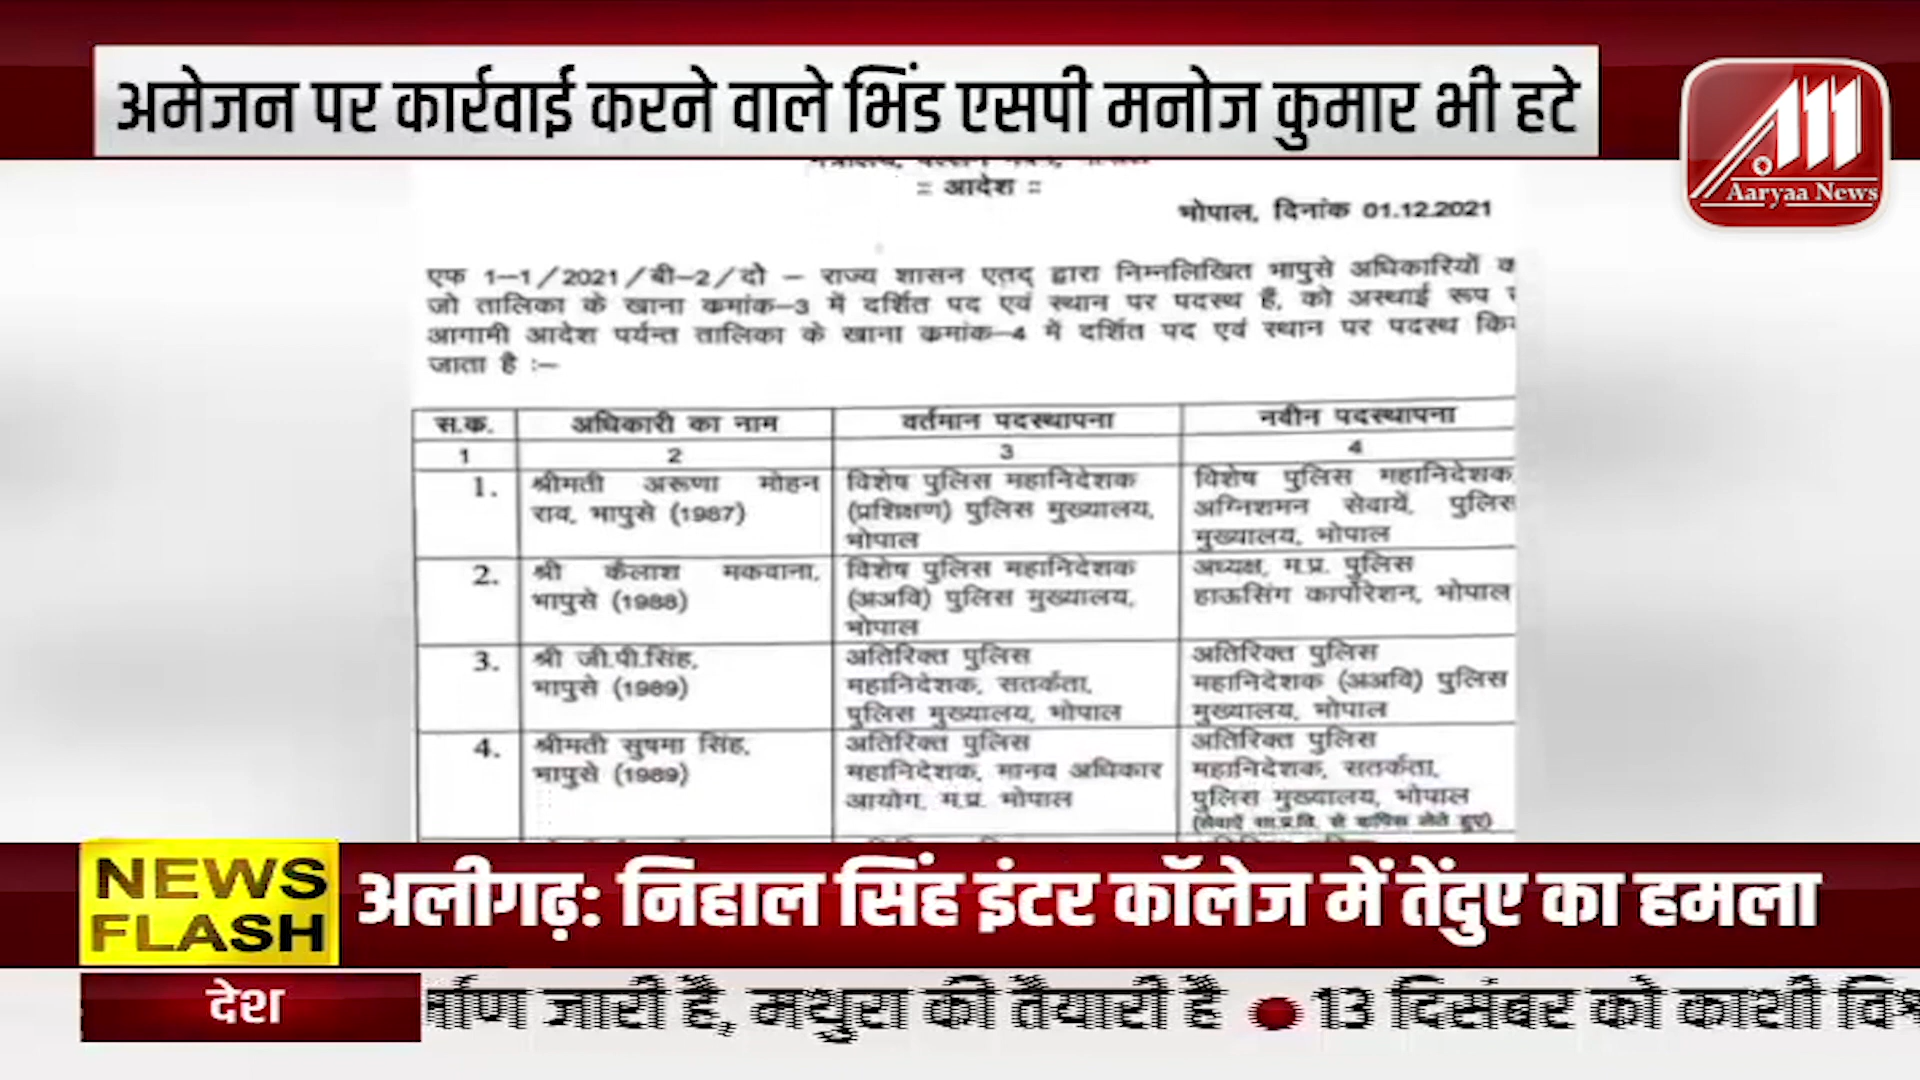 अमेजन पर कार्रवाई करने वाले भिंड एसपी मनोज कुमार भी हटे
Aaryaa News
= आदेश =
भोपाल, दिनांक 01.12.2021
एफ 1–1/2021/बी–2/दो – राज्य शासन एतद् द्वारा निम्नलिखित भापुसे अधिकारियों
जो तालिका के खाना कमांक–3 में दर्शित पद एवं स्थान पर पदस्थ हैं, को अस्थाई रूप
आगामी आदेश पर्यन्त तालिका के खाना कमांक–4 में दर्शित पद एवं स्थान पर पदस्थ
जाता है :–
स.क. अधिकारी का नाम वर्तमान पदस्थापना नवीन पदस्थापना
1 2 3 4
1. श्रीमती अरूणा मोहन विशेष पुलिस महानिदेशक विशेष पुलिस महानिदेशक,
राव, भापुसे (1987) (प्रशिक्षण) पुलिस मुख्यालय, अग्निशमन सेवायें, पुलिस
भोपाल मुख्यालय, भोपाल
2. श्री कैलाश मकवाना, विशेष पुलिस महानिदेशक अध्यक्ष, म.प्र. पुलिस
भापुसे (1988) (अअवि) पुलिस मुख्यालय, हाऊसिंग कार्पोरेशन, भोपाल
भोपाल
3. श्री जी.पी.सिंह, अतिरिक्त पुलिस अतिरिक्त पुलिस
भापुसे (1989) महानिदेशक, सतर्कता, महानिदेशक (अअवि) पुलिस
पुलिस मुख्यालय, भोपाल मुख्यालय, भोपाल
4. श्रीमती सुषमा सिंह, अतिरिक्त पुलिस अतिरिक्त पुलिस
भापुसे (1989) महानिदेशक, मानव अधिकार महानिदेशक, सतर्कता,
आयोग, म.प्र. भोपाल पुलिस मुख्यालय, भोपाल
(सेवाऐं सा.प्र.वि. से वापिस लेते हुए)
NEWS
FLASH
अलीगढ़: निहाल सिंह इंटर कॉलेज में तेंदुए का हमला
देश
जारी है, मथुरा की तैयारी है ● 13 दिसंबर को काशी